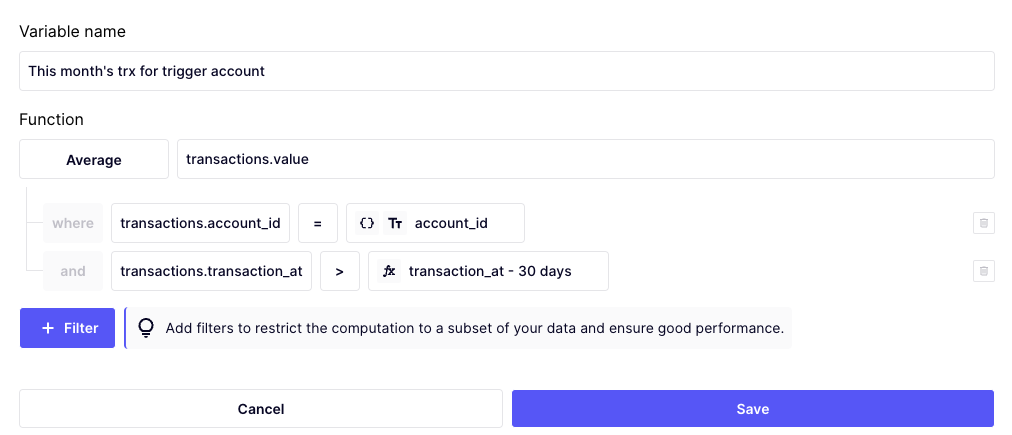 Variable name
This month's trx for trigger account
Function
Average transactions.value
where transactions.account_id = {} TT account_id
and transactions.transaction_at > fx transaction_at - 30 days
+ Filter Add filters to restrict the computation to a subset of your data and ensure good performance.
Cancel Save